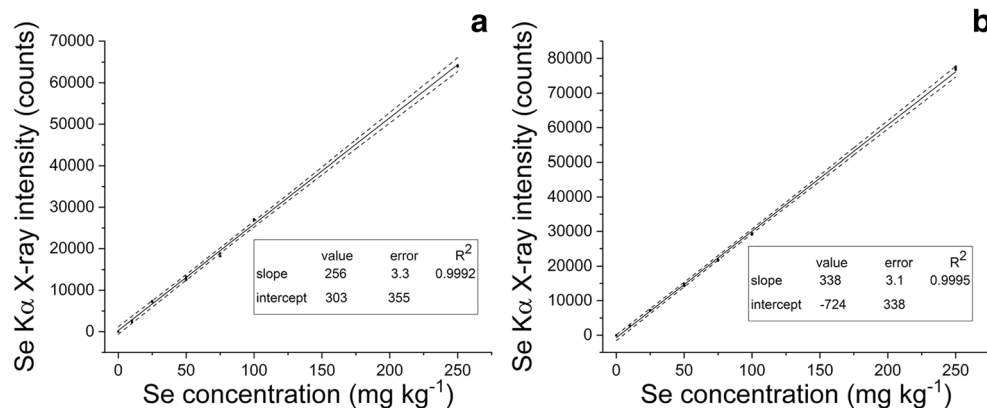 a
Se Kα X-ray intensity (counts)
70000
60000
50000
40000
30000
20000
10000
0
value error R²
slope 256 3.3 0.9992
intercept 303 355
0 50 100 150 200 250
Se concentration (mg kg⁻¹)
b
Se Kα X-ray intensity (counts)
80000
70000
60000
50000
40000
30000
20000
10000
0
value error R²
slope 338 3.1 0.9995
intercept -724 338
0 50 100 150 200 250
Se concentration (mg kg⁻¹)